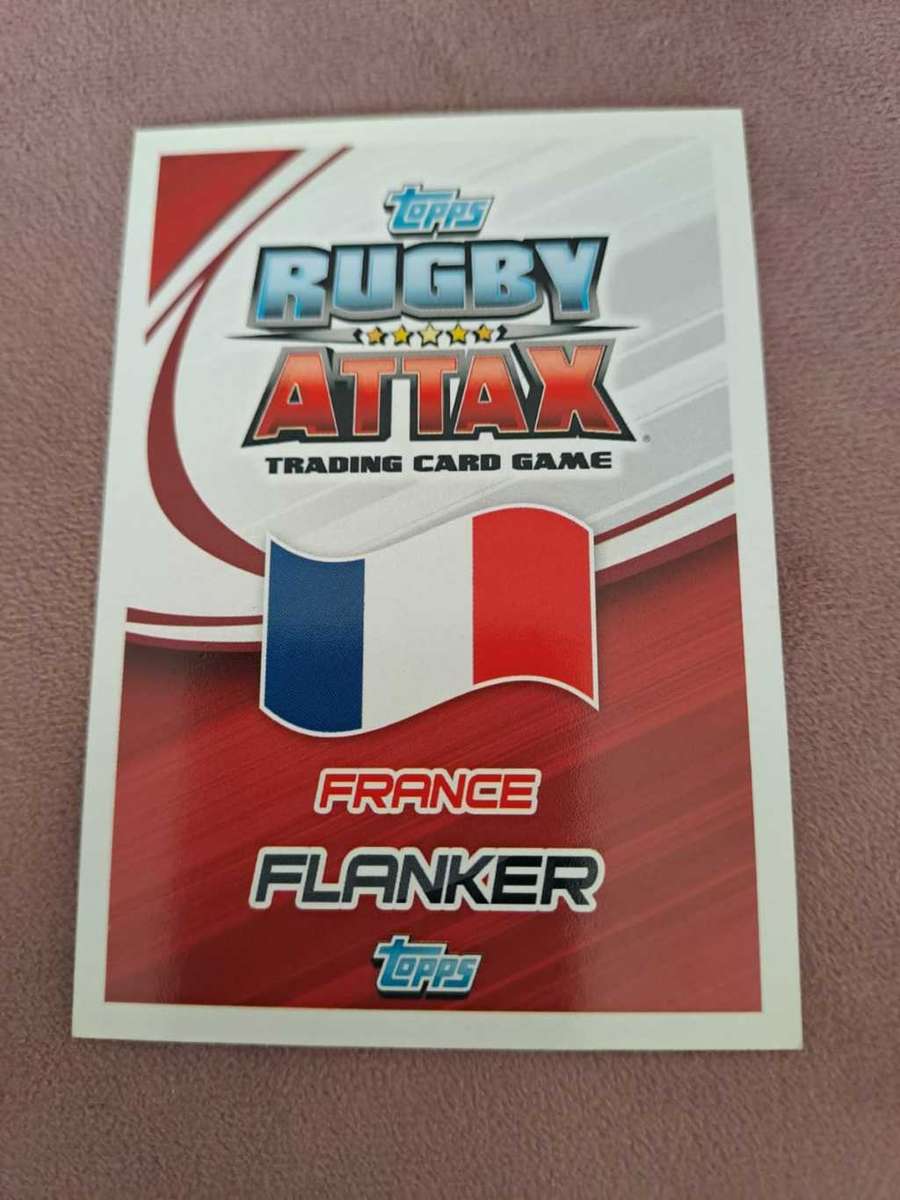 Topps
RUGBY
ATTAX
TRADING CARD GAME
FRANCE
FLANKER
Topps